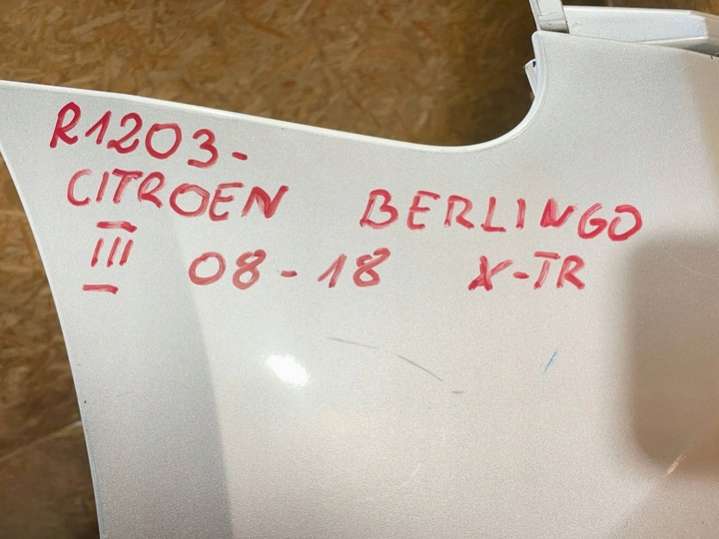 R1203-
CITROEN BERLINGO
III 08-18 X-TR